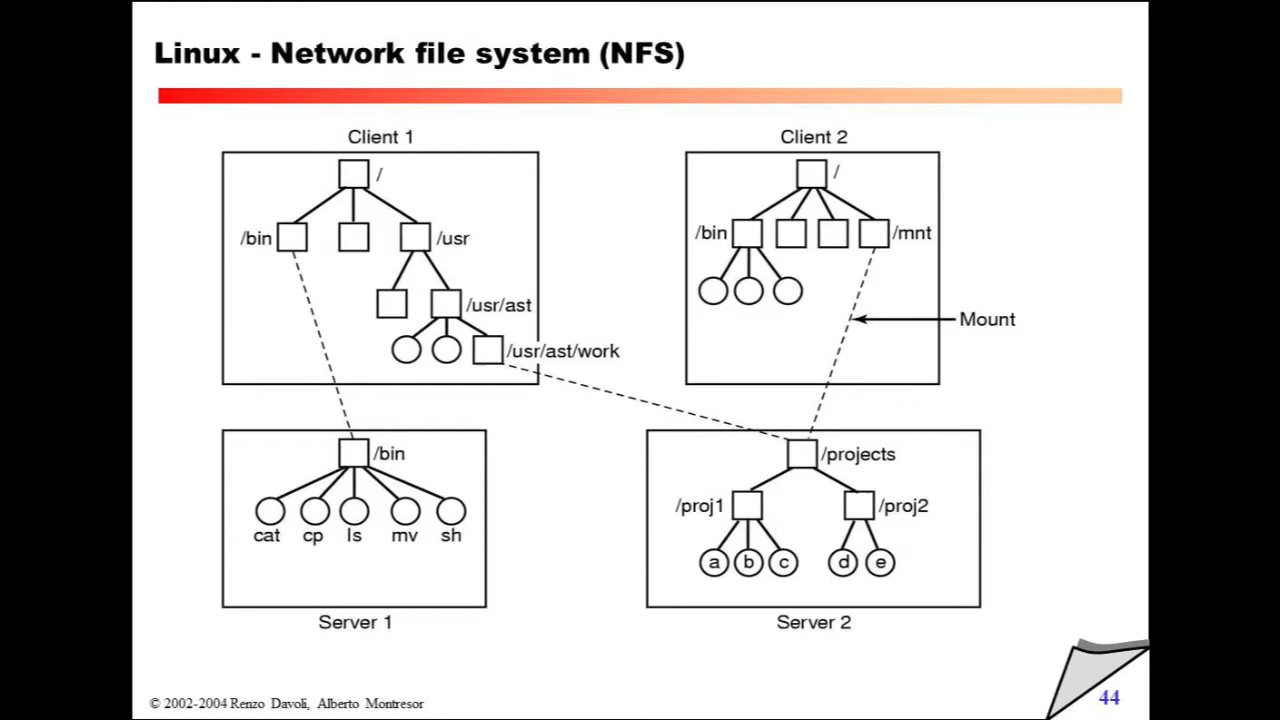 Linux - Network file system (NFS)
Client 1
Client 2
/
/
/bin
/usr
/bin
/mnt
/usr/ast
Mount
/usr/ast/work
/bin
/projects
/proj1
/proj2
cat cp ls mv sh
a b c d e
Server 1
Server 2
© 2002-2004 Renzo Davoli, Alberto Montresor
44